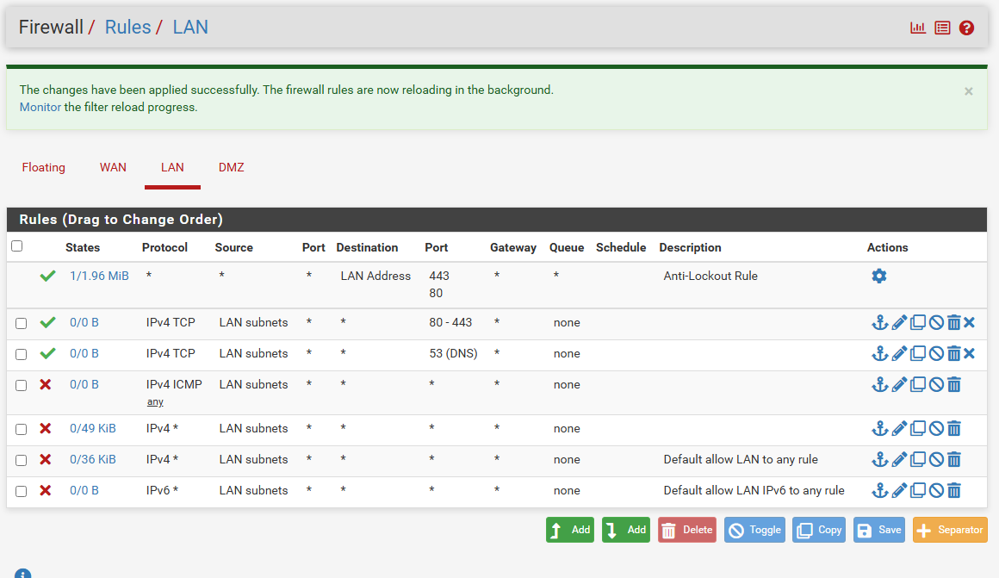 Firewall / Rules / LAN
The changes have been applied successfully. The firewall rules are now reloading in the background.
Monitor the filter reload progress.
×
Floating WAN LAN DMZ
Rules (Drag to Change Order)
States Protocol Source Port Destination Port Gateway Queue Schedule Description Actions
1/1.96 MiB * * * LAN Address 443 * * Anti-Lockout Rule
80
0/0 B IPv4 TCP LAN subnets * * 80 - 443 * none
0/0 B IPv4 TCP LAN subnets * * 53 (DNS) * none
0/0 B IPv4 ICMP LAN subnets * * * * none
any
0/49 KiB IPv4 * LAN subnets * * * * none
0/36 KiB IPv4 * LAN subnets * * * * none Default allow LAN to any rule
0/0 B IPv6 * LAN subnets * * * * none Default allow LAN IPv6 to any rule
Add Add Delete Toggle Copy Save Separator